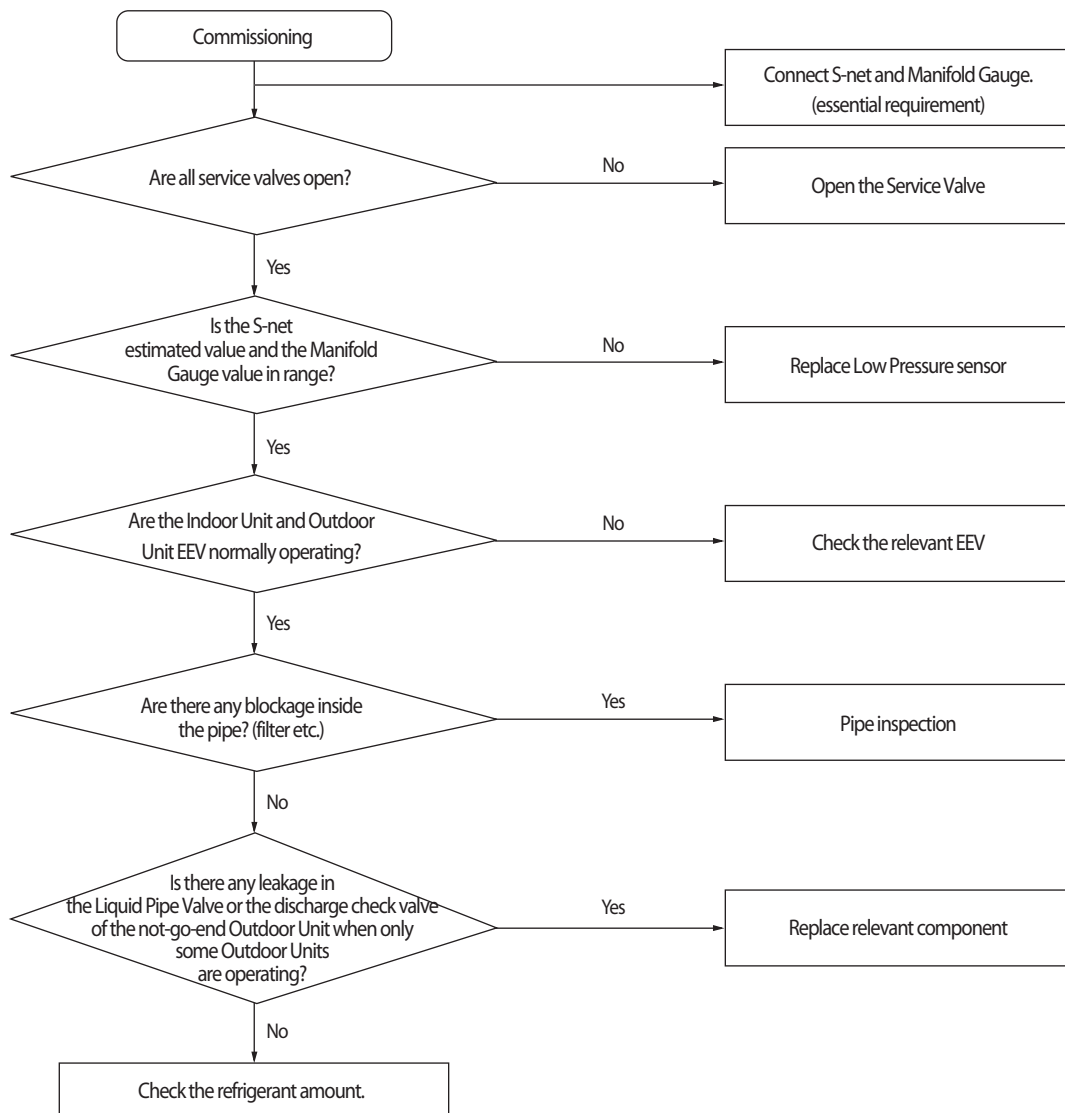 Commissioning
Connect S-net and Manifold Gauge.
(essential requirement)
Are all service valves open?
No
Open the Service Valve
Yes
Is the S-net
estimated value and the Manifold
Gauge value in range?
No
Replace Low Pressure sensor
Yes
Are the Indoor Unit and Outdoor
Unit EEV normally operating?
No
Check the relevant EEV
Yes
Are there any blockage inside
the pipe? (filter etc.)
Yes
Pipe inspection
No
Is there any leakage in
the Liquid Pipe Valve or the discharge check valve
of the not-go-end Outdoor Unit when only
some Outdoor Units
are operating?
Yes
Replace relevant component
No
Check the refrigerant amount.